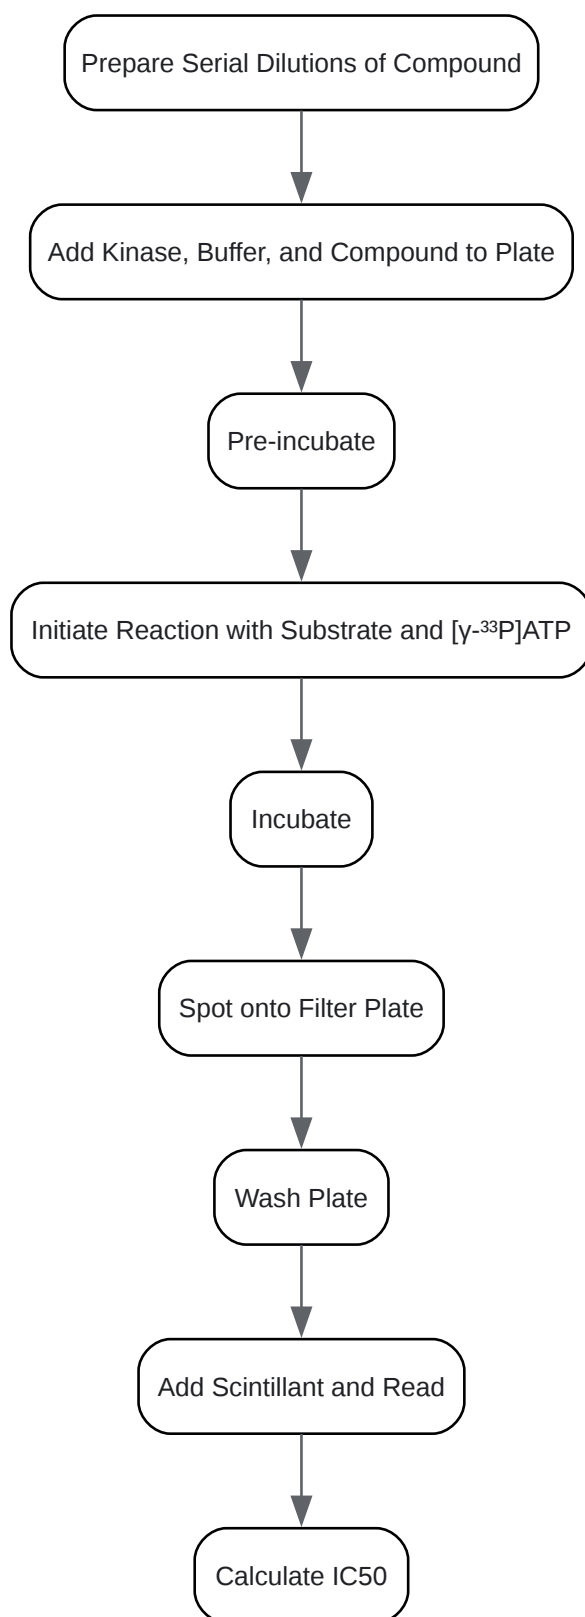 Prepare Serial Dilutions of Compound
Add Kinase, Buffer, and Compound to Plate
Pre-incubate
Initiate Reaction with Substrate and [γ-³³P]ATP
Incubate
Spot onto Filter Plate
Wash Plate
Add Scintillant and Read
Calculate IC50